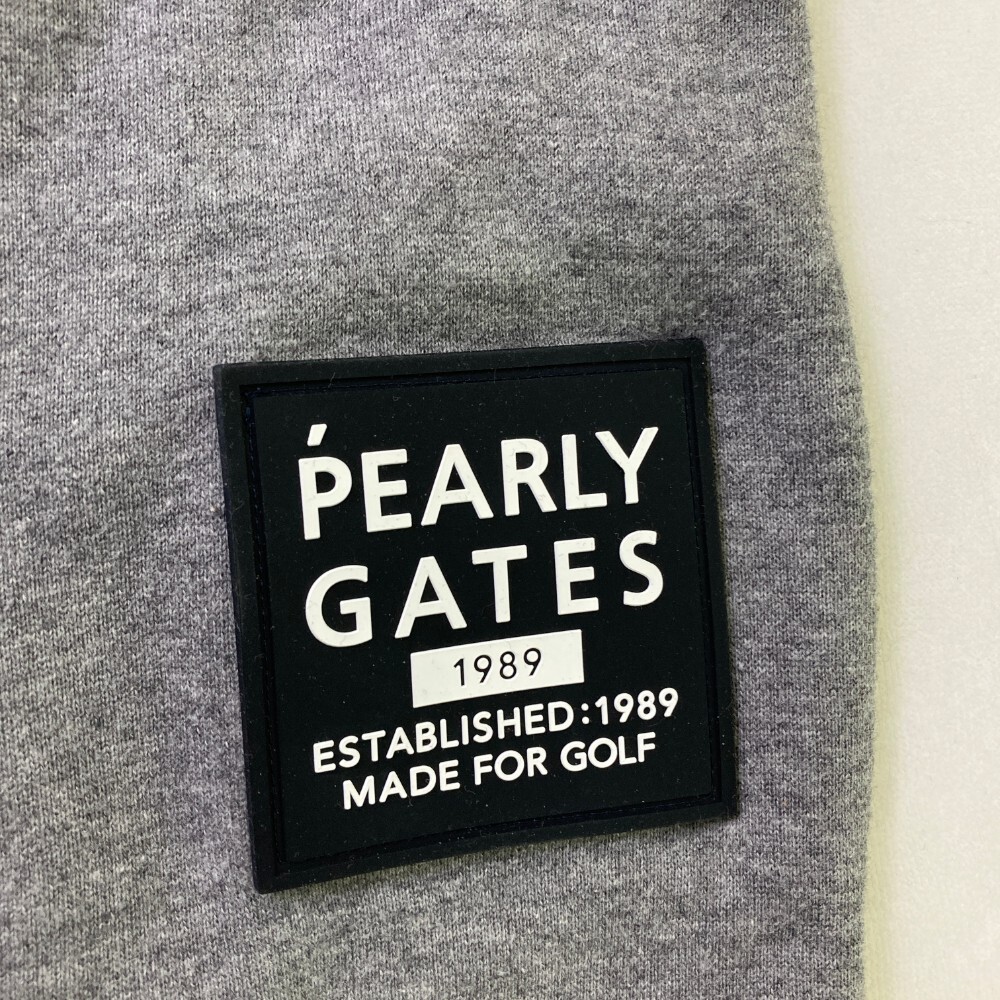 ṔEARLY
GATES
1989
ESTABLISHED:1989
MADE FOR GOLF